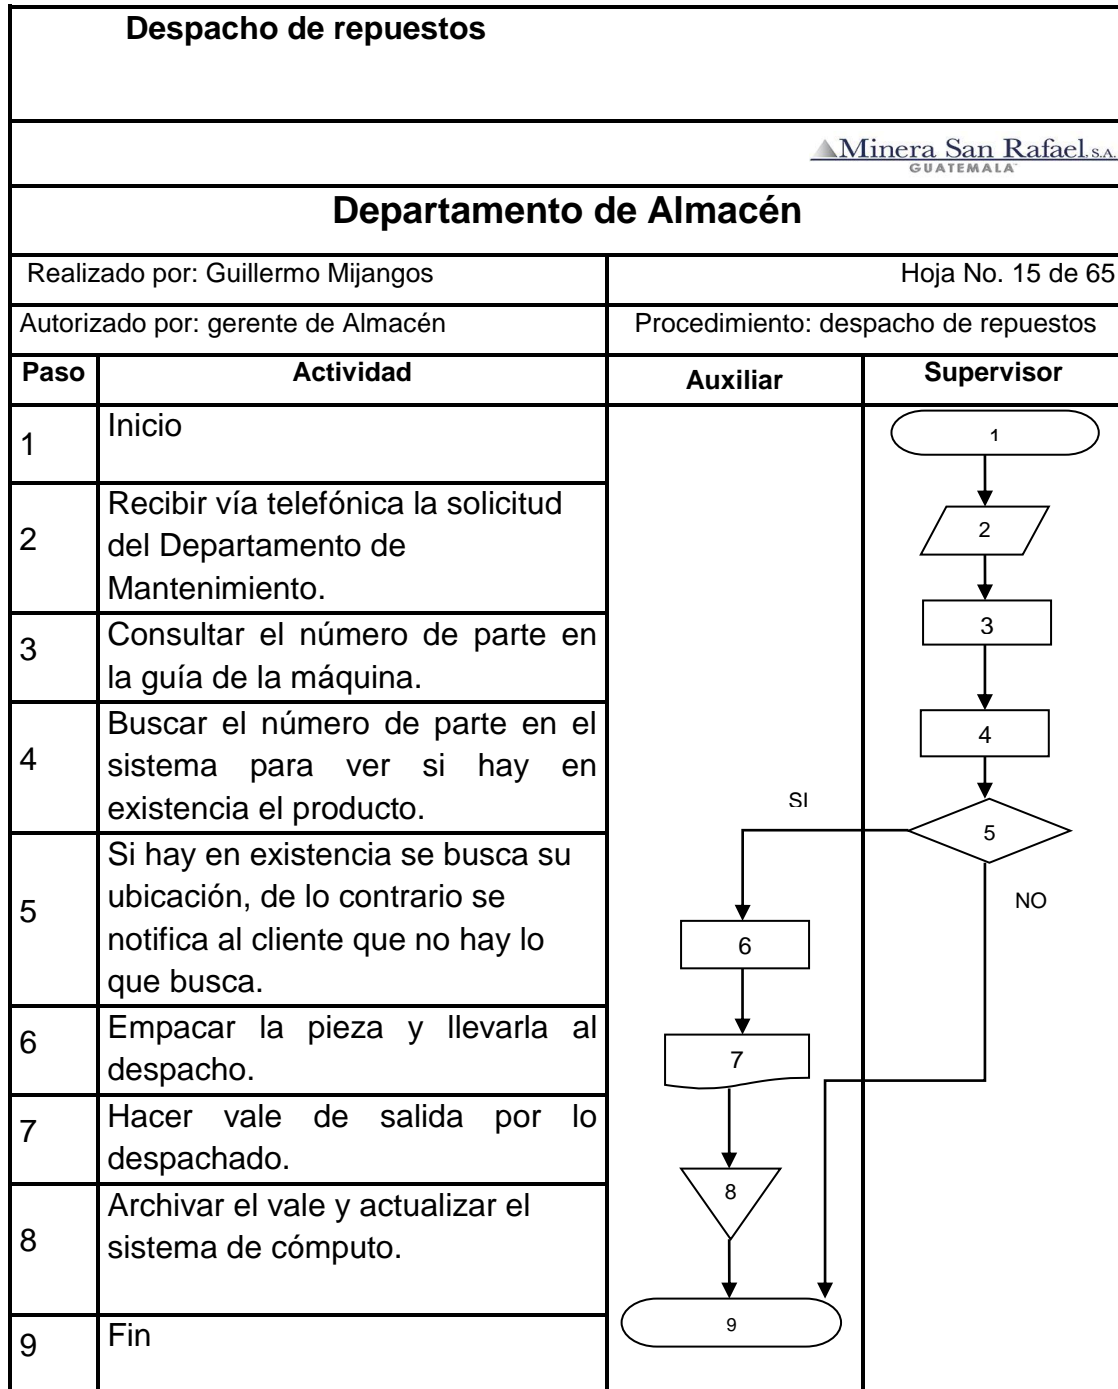 Despacho de repuestos
Minera San Rafael, S.A.
GUATEMALA
Departamento de Almacén
Realizado por: Guillermo Mijangos
Hoja No. 15 de 65
Autorizado por: gerente de Almacén
Procedimiento: despacho de repuestos
Paso
Actividad
Auxiliar
Supervisor
1
Inicio
2
Recibir vía telefónica la solicitud
del Departamento de
Mantenimiento.
3
Consultar el número de parte en
la guía de la máquina.
4
Buscar el número de parte en el
sistema para ver si hay en
existencia el producto.
5
Si hay en existencia se busca su
ubicación, de lo contrario se
notifica al cliente que no hay lo
que busca.
6
Empacar la pieza y llevarla al
despacho.
7
Hacer vale de salida por lo
despachado.
8
Archivar el vale y actualizar el
sistema de cómputo.
9
Fin
1
2
3
4
SI
5
NO
6
7
8
9